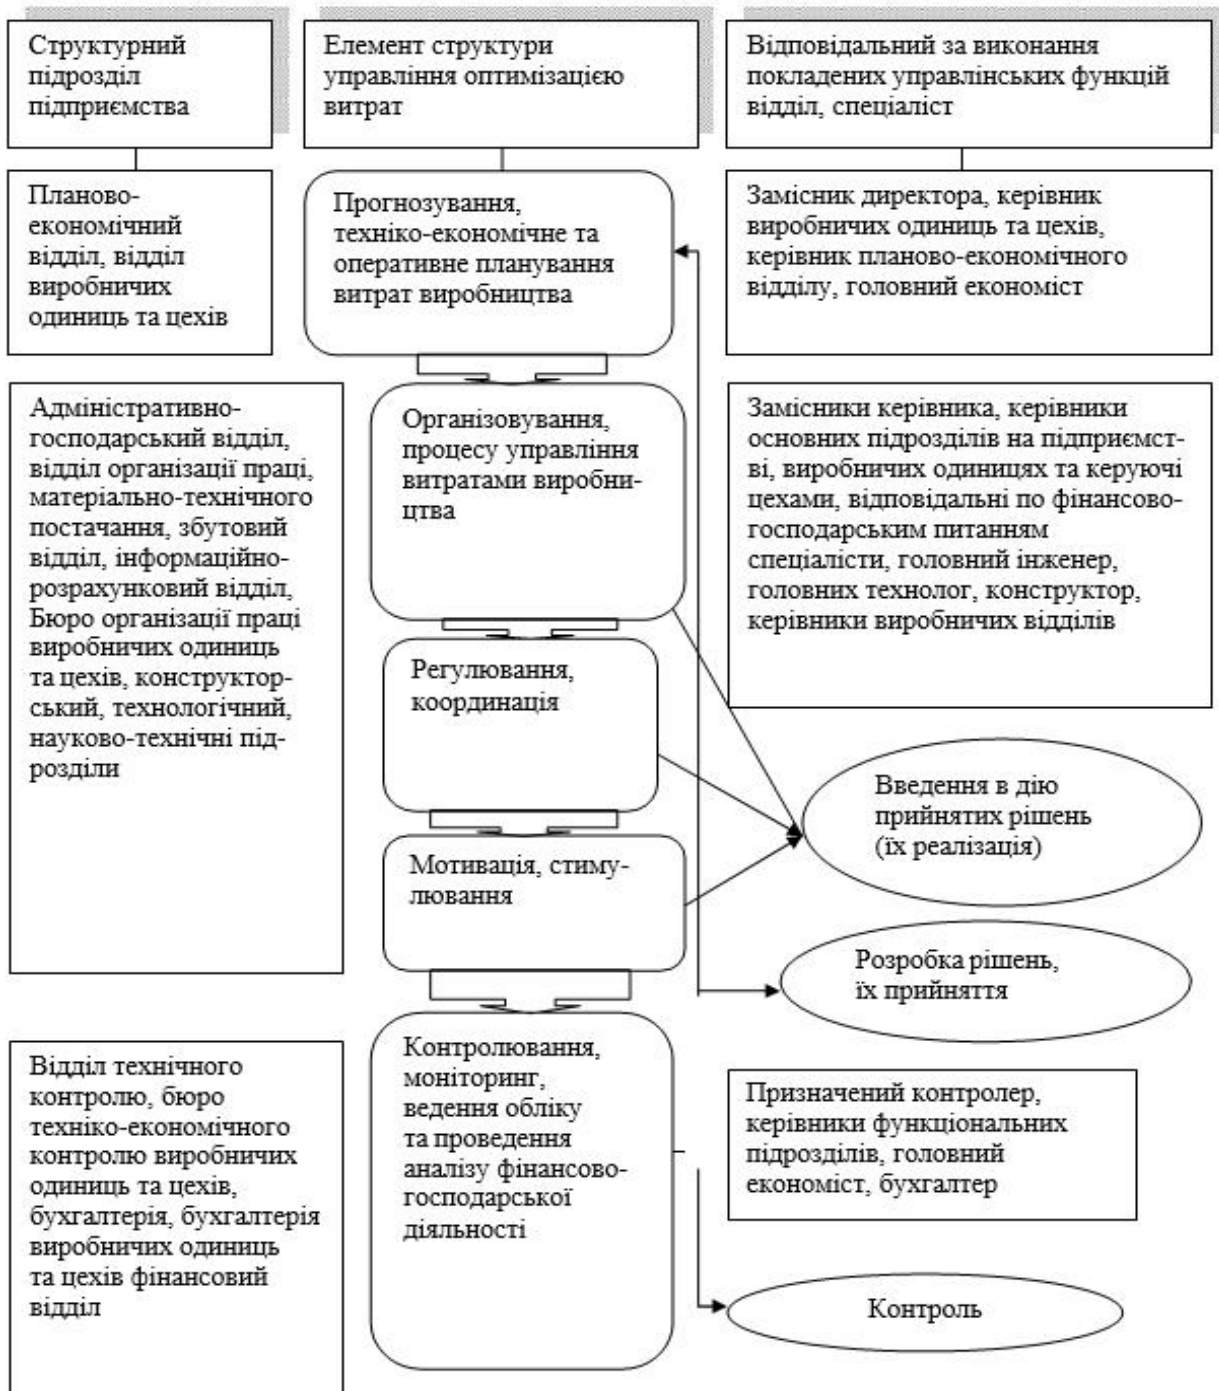 Структурний
підрозділ
підприємства
Елемент структури
управління оптимізацією
витрат
Відповідальний за виконання
покладених управлінських функцій
відділ, спеціаліст
Планово-
економічний
відділ, відділ
виробничих
одиниць та цехів
Прогнозування,
техніко-економічне та
оперативне планування
витрат виробництва
Замісник директора, керівник
виробничих одиниць та цехів,
керівник планово-економічного
відділу, головний економіст
Адміністративно-
господарський відділ,
відділ організації праці,
матеріально-технічного
постачання, збутовий
відділ, інформаційно-
розрахунковий відділ,
Бюро організації праці
виробничих одиниць
та цехів, конструктор-
ський, технологічний,
науково-технічні під-
розділи
Організовування,
процесу управління
витратами виробни-
цтва
Замісники керівника, керівники
основних підрозділів на підприємст-
ві, виробничих одиницях та керуючі
цехами, відповідальні по фінансово-
господарським питанням
спеціалісти, головний інженер,
головних технолог, конструктор,
керівники виробничих відділів
Регулювання,
координація
Введення в дію
прийнятих рішень
(їх реалізація)
Мотивація, стиму-
лювання
Розробка рішень,
їх прийняття
Відділ технічного
контролю, бюро
техніко-економічного
контролю виробничих
одиниць та цехів,
бухгалтерія, бухгалтерія
виробничих одиниць
та цехів фінансовий
відділ
Контролювання,
моніторинг,
ведення обліку
та проведення
аналізу фінансово-
господарської
діяльності
Призначений контролер,
керівники функціональних
підрозділів, головний
економіст, бухгалтер
Контроль